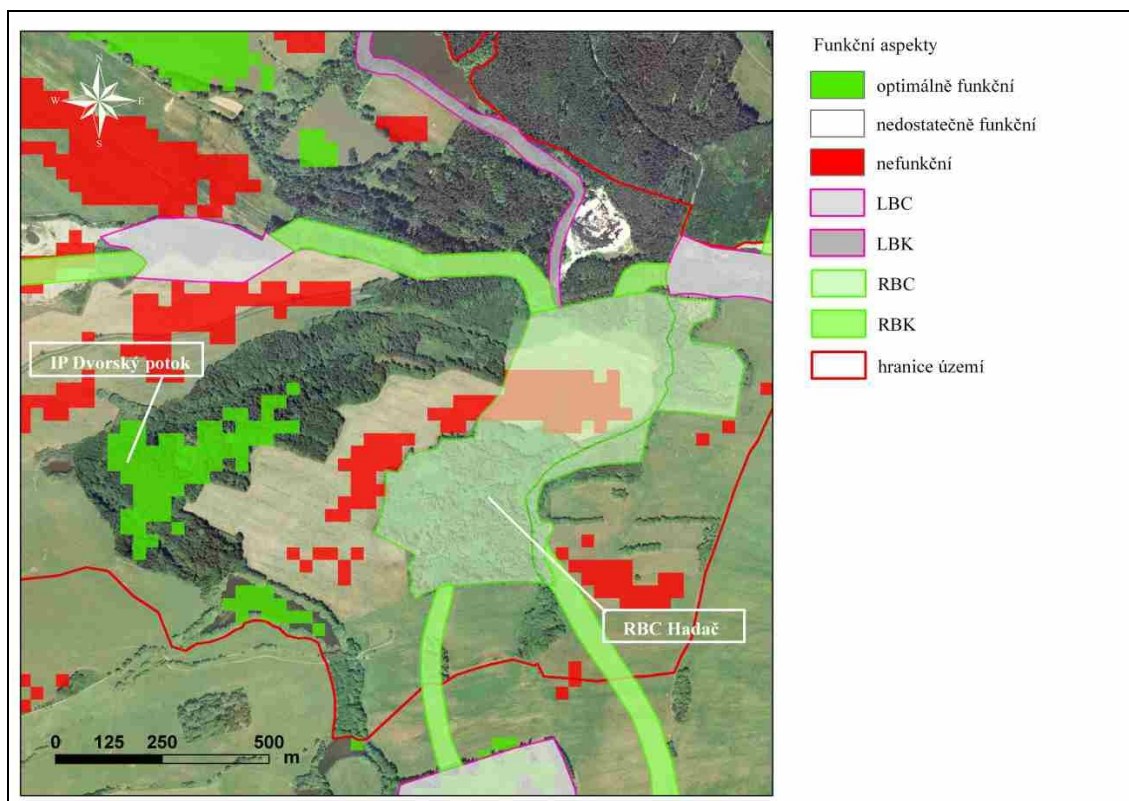 N
W
E
S
IP Dvorský potok
RBC Hadač
0 125 250 500
m
Funkční aspekty
optimálně funkční
nedostatečně funkční
nefunkční
LBC
LBK
RBC
RBK
hranice území